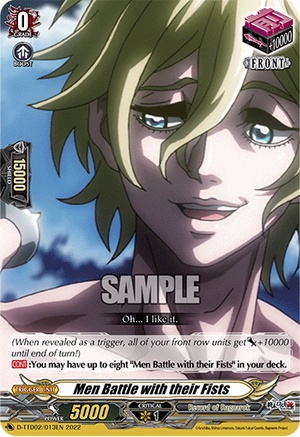 0
GRADE
BOOST
+10000
FRONT
15000
SHIELD
SAMPLE
Oh... I like it.
(When revealed as a trigger, all of your front row units get +10000
until end of turn!)
CONT:You may have up to eight "Men Battle with their Fists" in your deck.
TRIGGER UNIT
Men Battle with their Fists
POWER 5000
CRITICAL
1
Record of Ragnarok
D-TTD02/013EN 2022